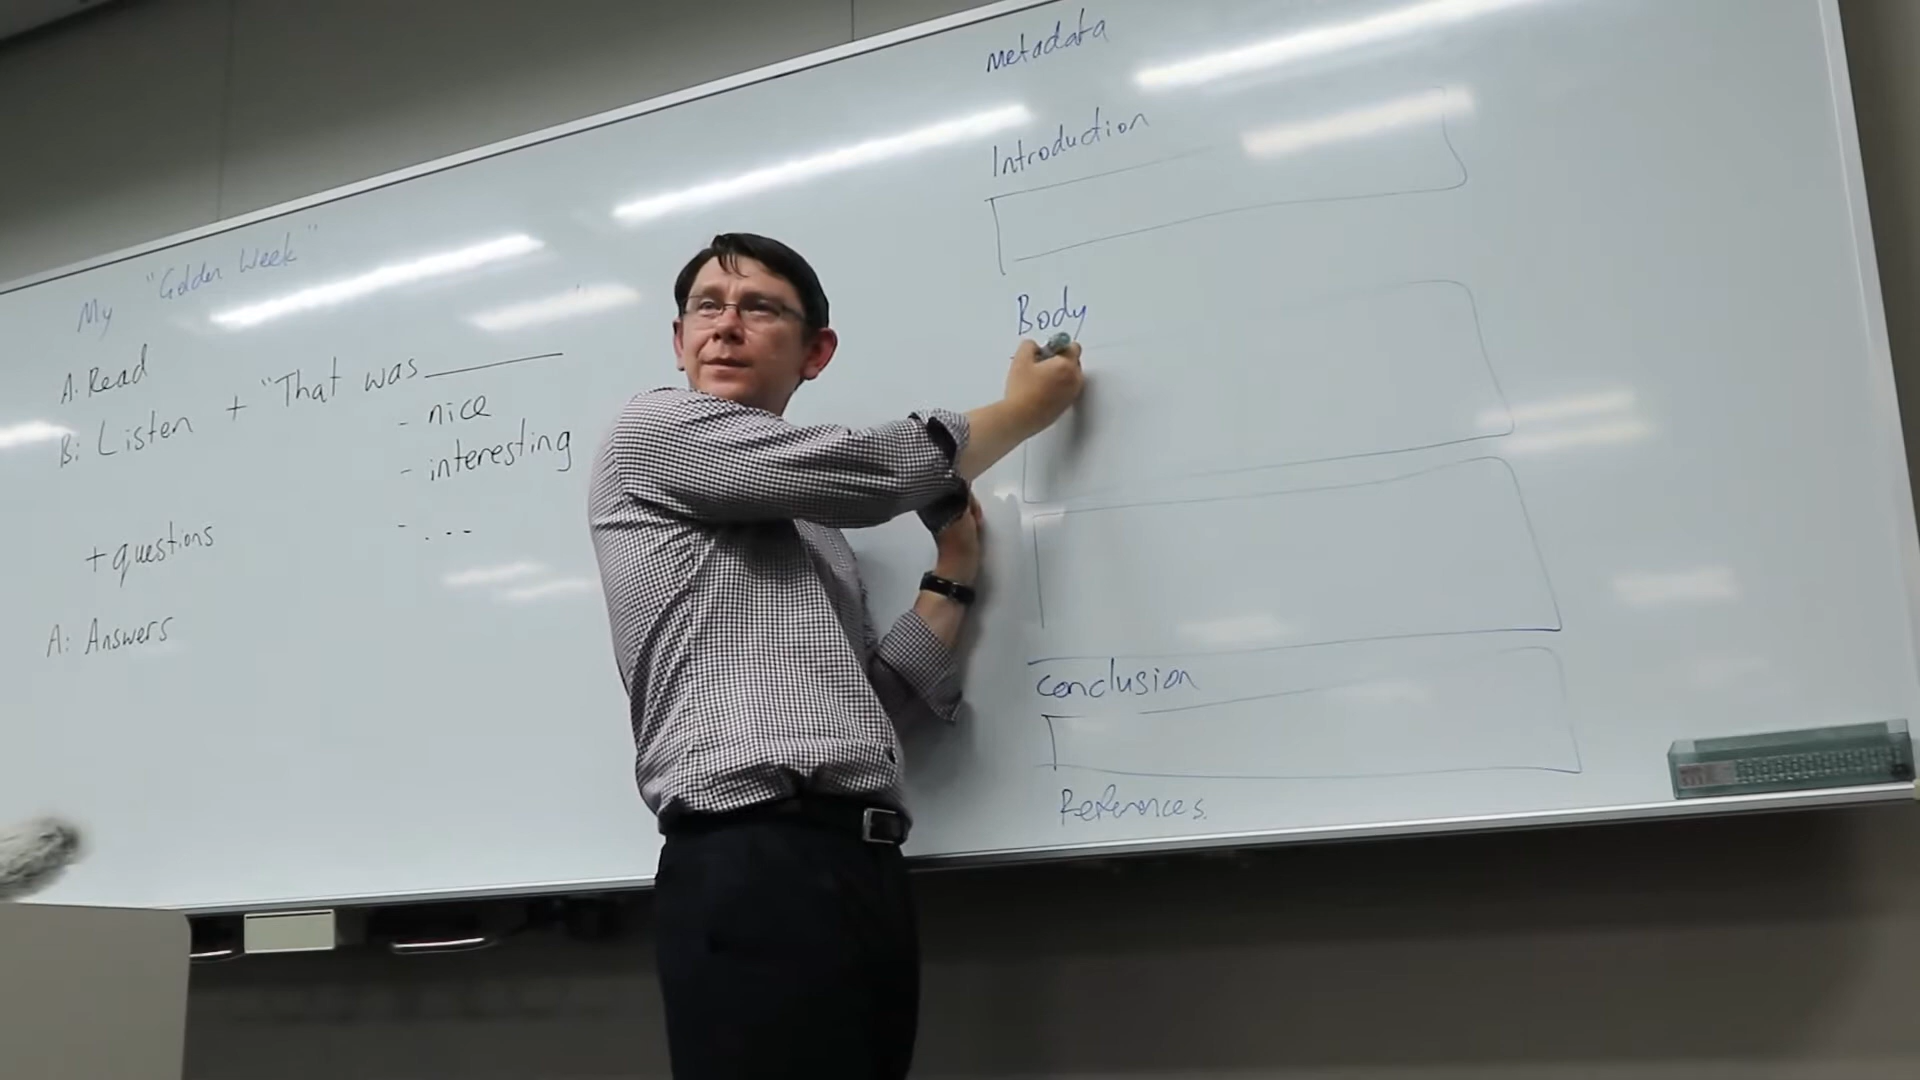 My "Golden Week"
A. Read
B: Listen + "That was
- nice
- interesting
- ...
+ questions
A: Answers
metadata
Introduction
Body
Conclusion
References.